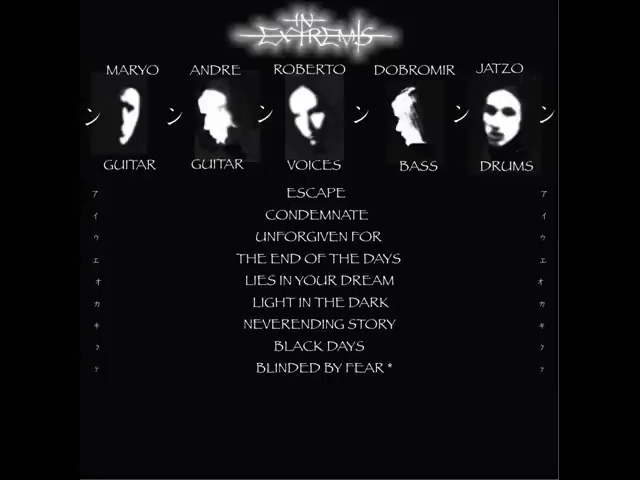 IN
EXTREMIS
MARYO ANDRE ROBERTO DOBROMIR JATZO
ン ン ン ン ン ン
GUITAR GUITAR VOICES BASS DRUMS
ア ESCAPE ア
イ CONDEMNATE イ
ウ UNFORGIVEN FOR ウ
エ THE END OF THE DAYS エ
オ LIES IN YOUR DREAM オ
カ LIGHT IN THE DARK カ
キ NEVERENDING STORY キ
ク BLACK DAYS ク
ケ BLINDED BY FEAR * ケ